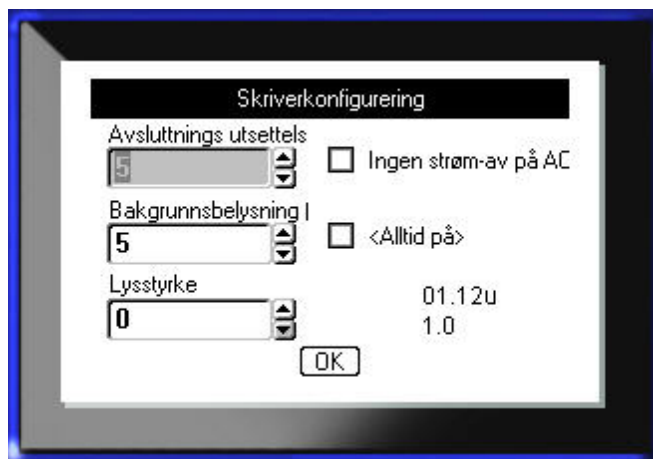 Skriverkonfigurering
Avsluttnings utsettels
5
Ingen strøm-av på AC
Bakgrunnsbelysning |
5
<Alltid på>
Lysstyrke
0
01.12u
1.0
OK